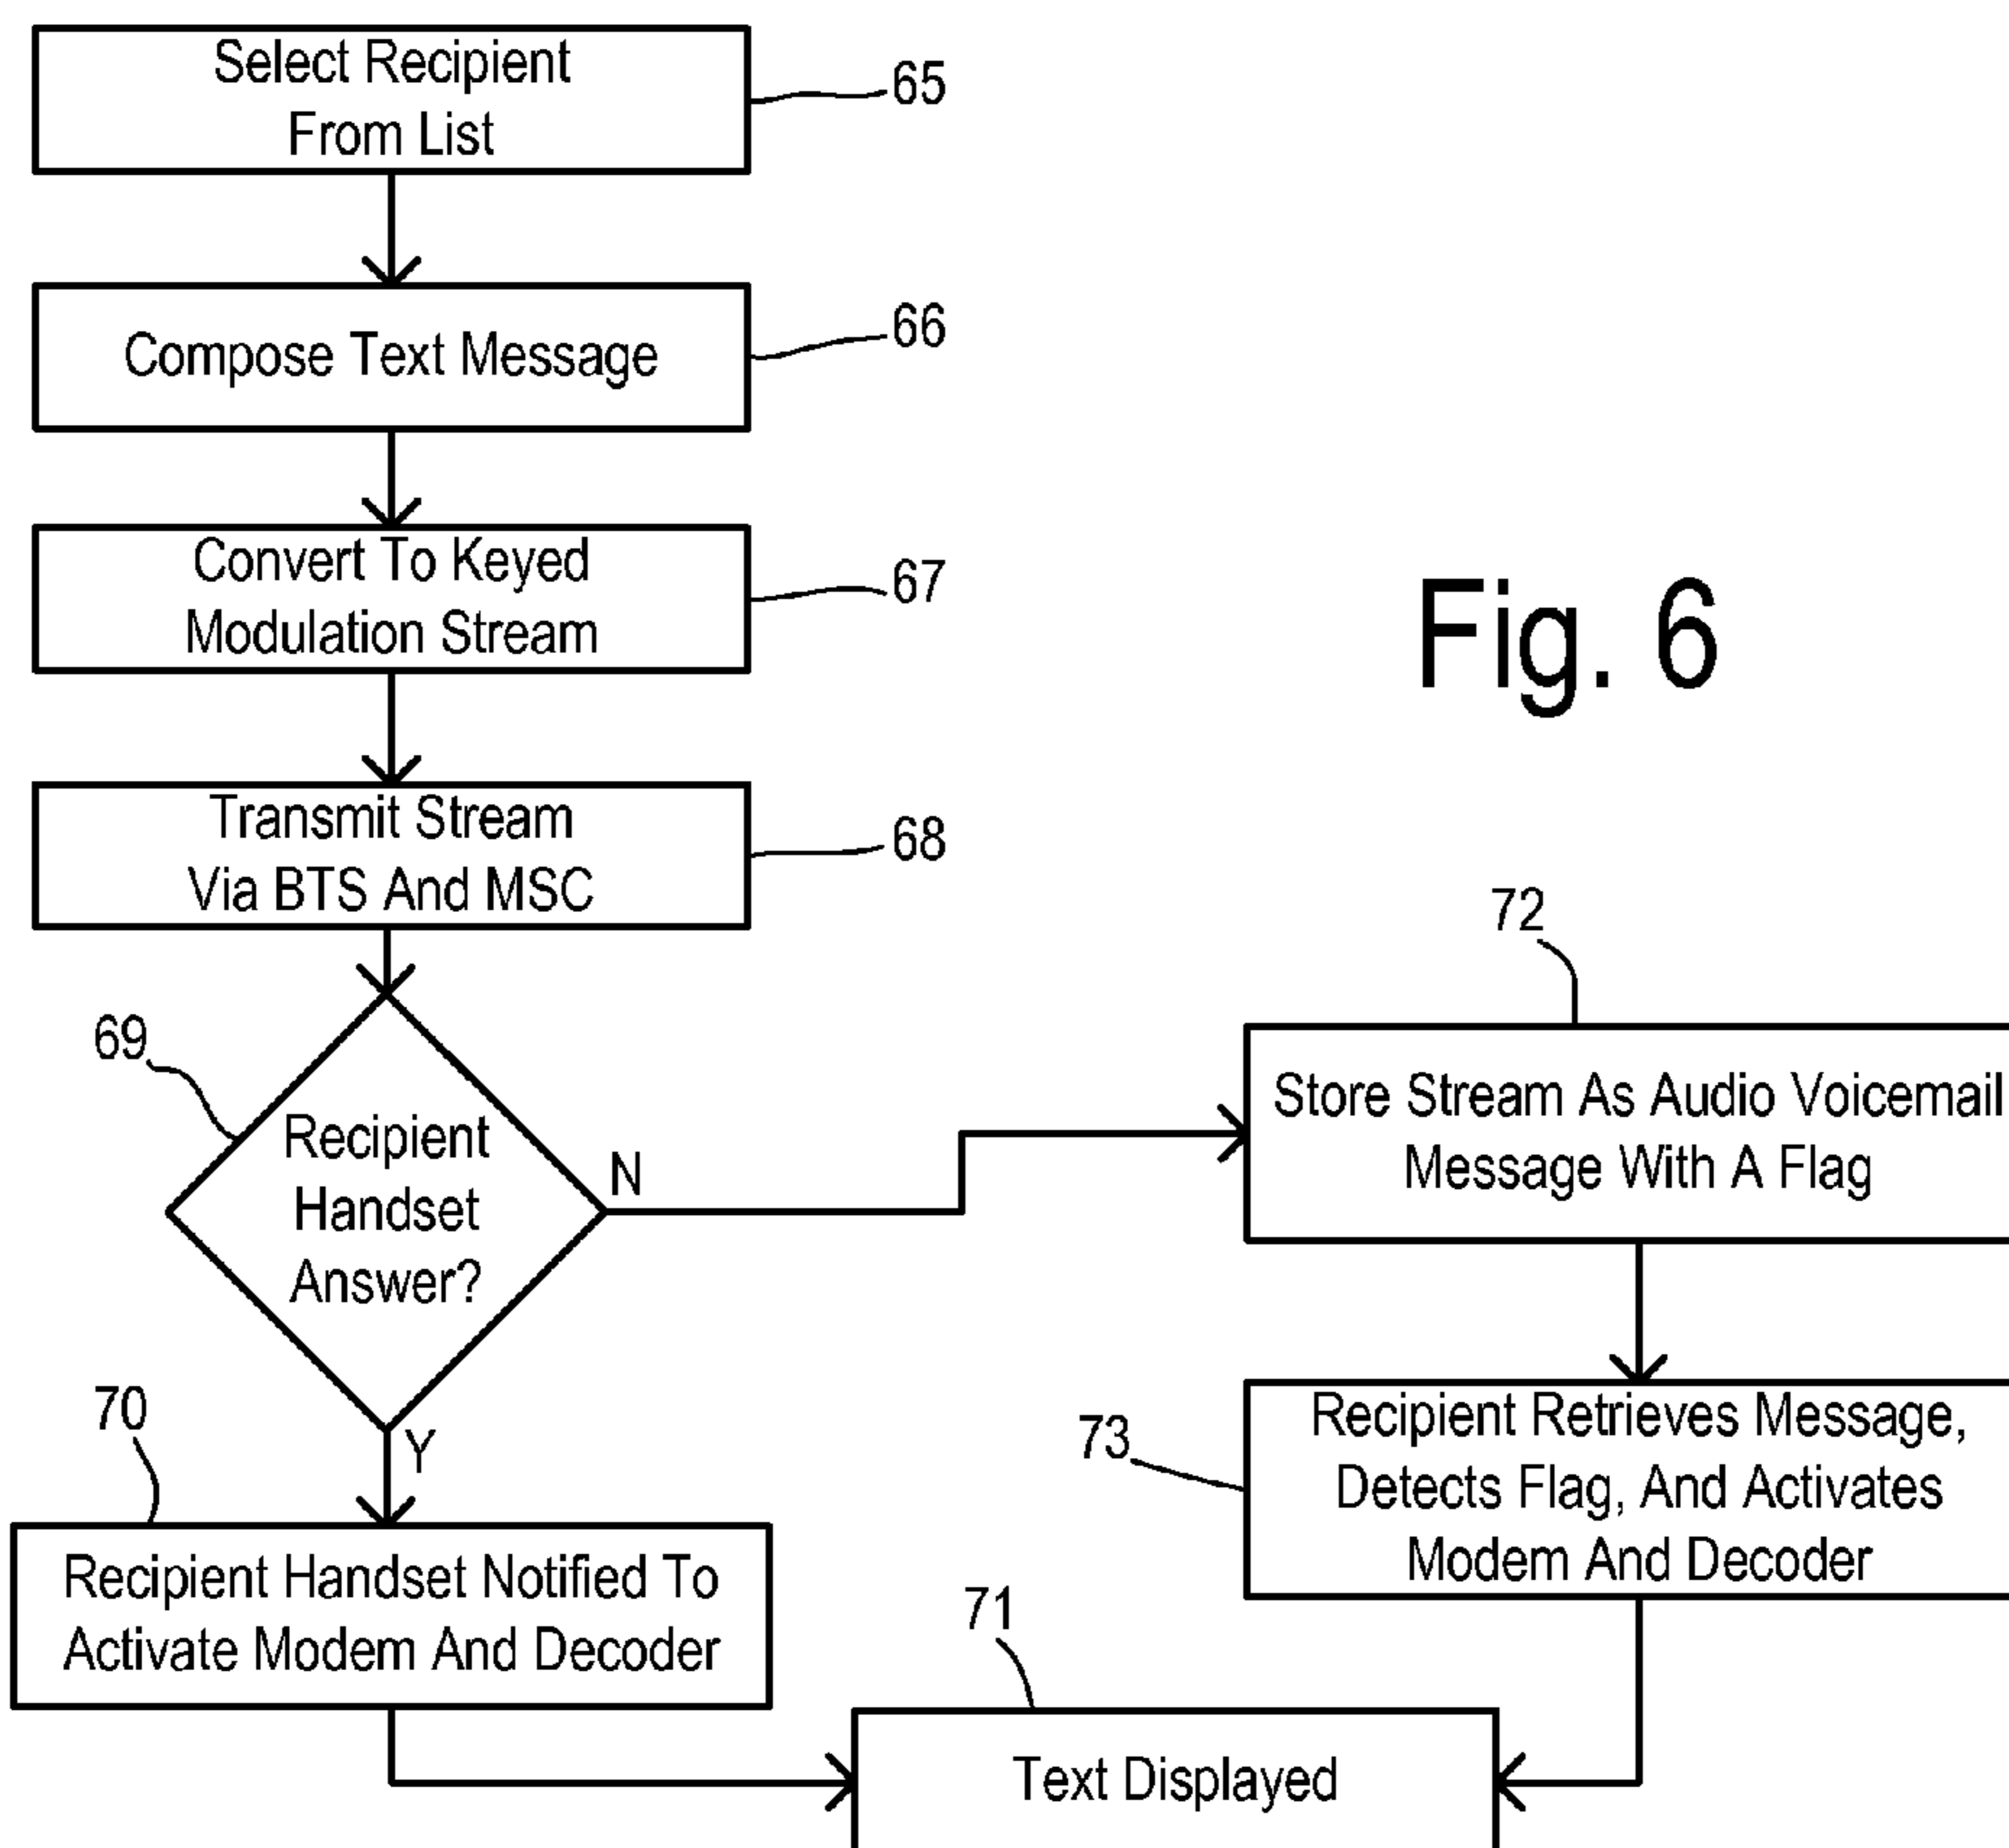 Select Recipient
From List
65
Compose Text Message
66
Convert To Keyed
Modulation Stream
67
Fig. 6
Transmit Stream
Via BTS And MSC
68
69
Recipient
Handset
Answer?
N
Y
72
Store Stream As Audio Voicemail
Message With A Flag
73
Recipient Retrieves Message,
Detects Flag, And Activates
Modem And Decoder
70
Recipient Handset Notified To
Activate Modem And Decoder
71
Text Displayed